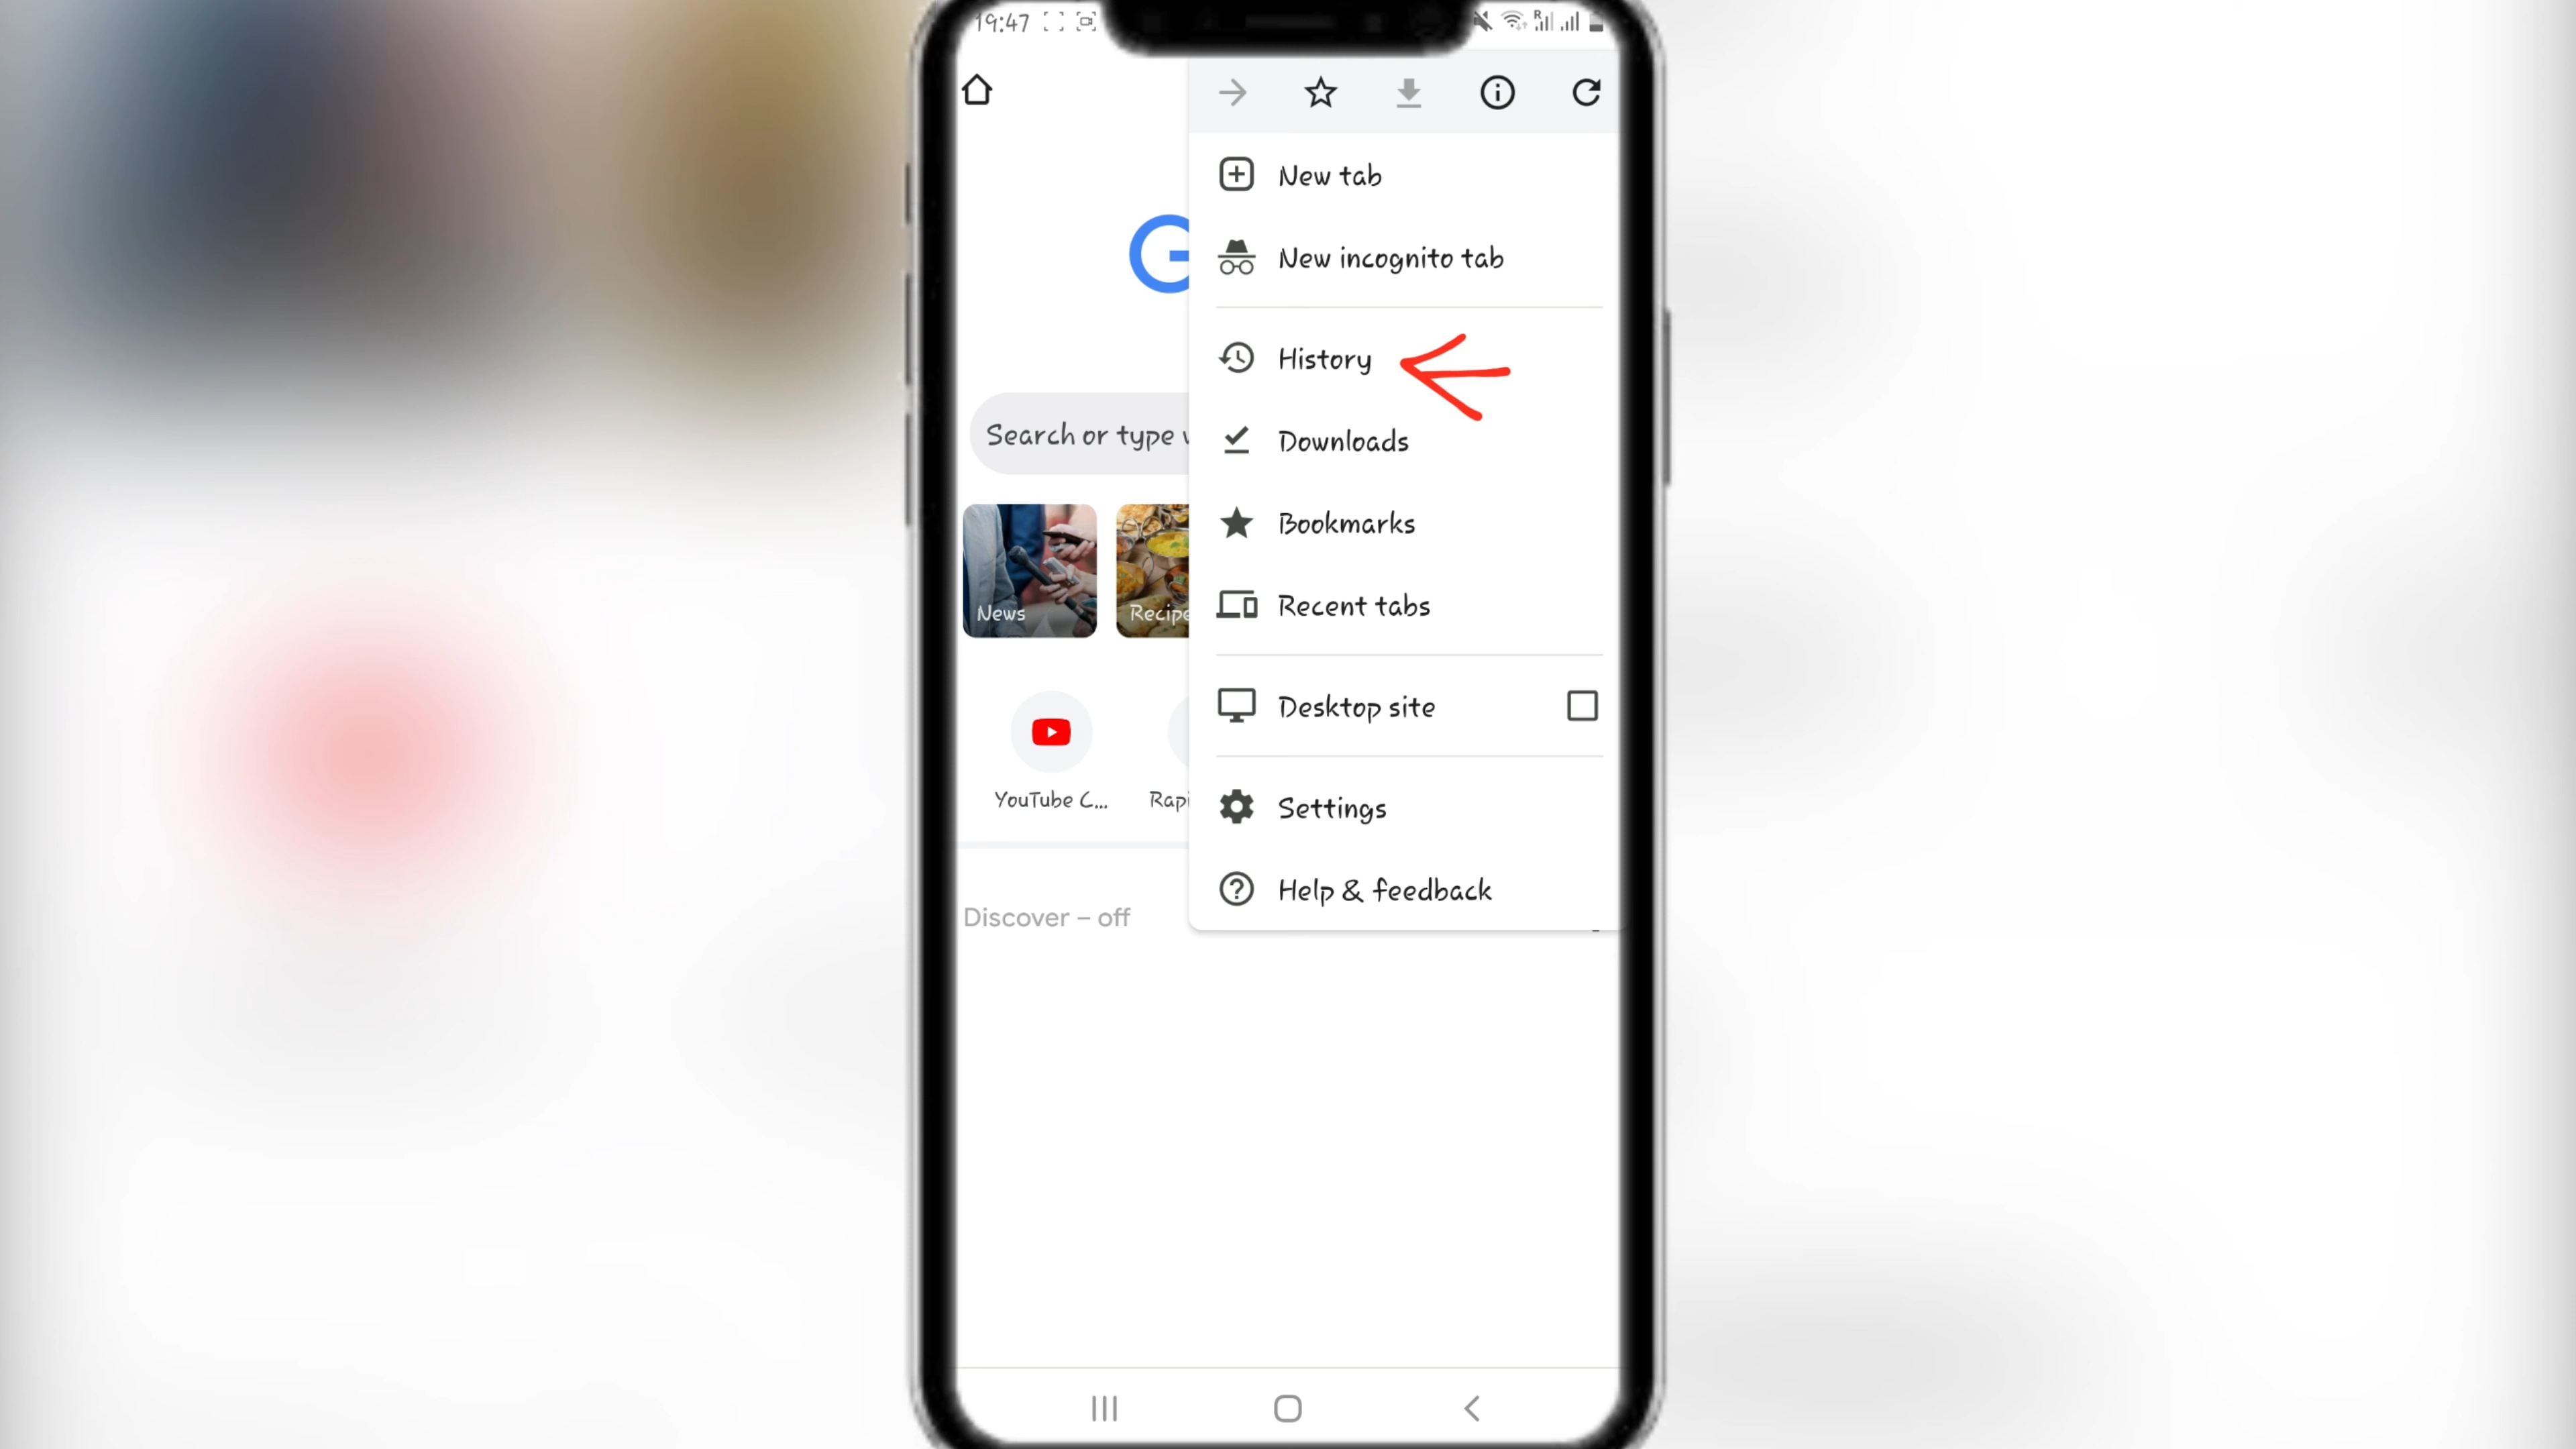 19:47
New tab
New incognito tab
History
Search or type
Downloads
Bookmarks
News
Recipe
Recent tabs
Desktop site
YouTube C...
Rapi
Settings
Help & feedback
Discover – off